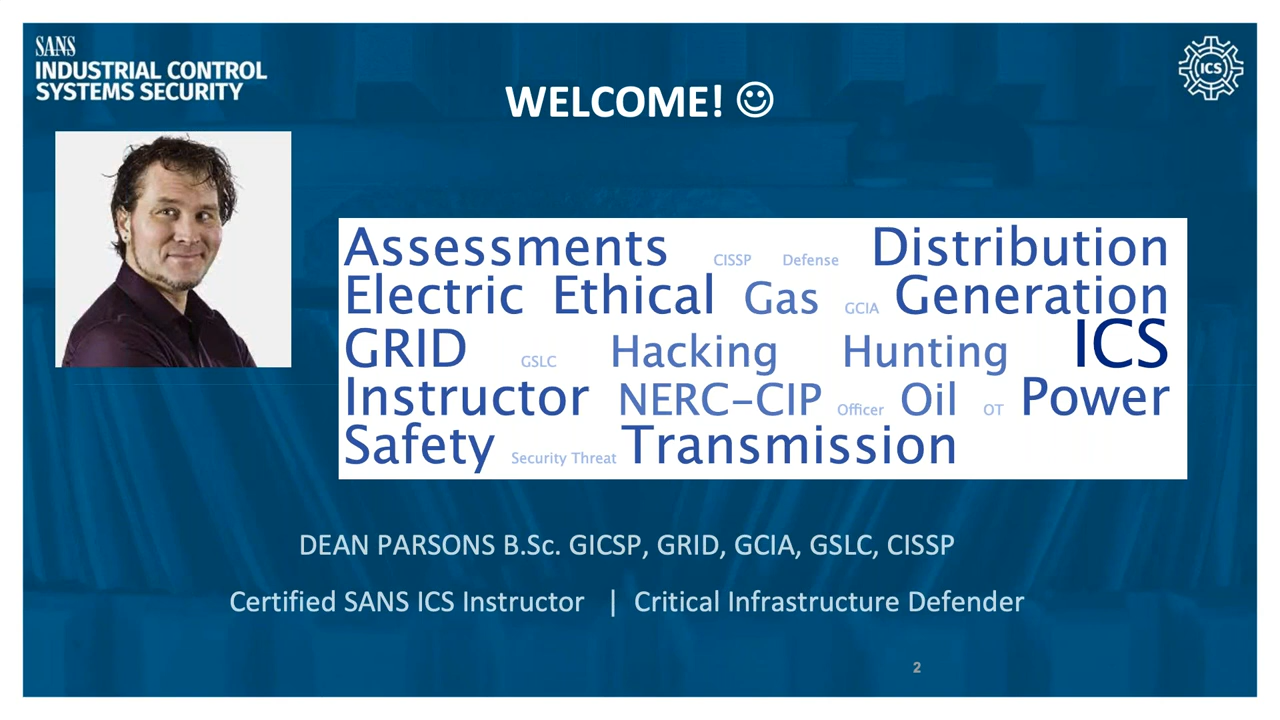 SANS
INDUSTRIAL CONTROL
SYSTEMS SECURITY
ICS
WELCOME! ☺
Assessments CISSP Defense Distribution
Electric Ethical Gas GCIA Generation
GRID GSLC Hacking Hunting ICS
Instructor NERC-CIP Officer Oil OT Power
Safety Security Threat Transmission
DEAN PARSONS B.Sc. GICSP, GRID, GCIA, GSLC, CISSP
Certified SANS ICS Instructor | Critical Infrastructure Defender
2